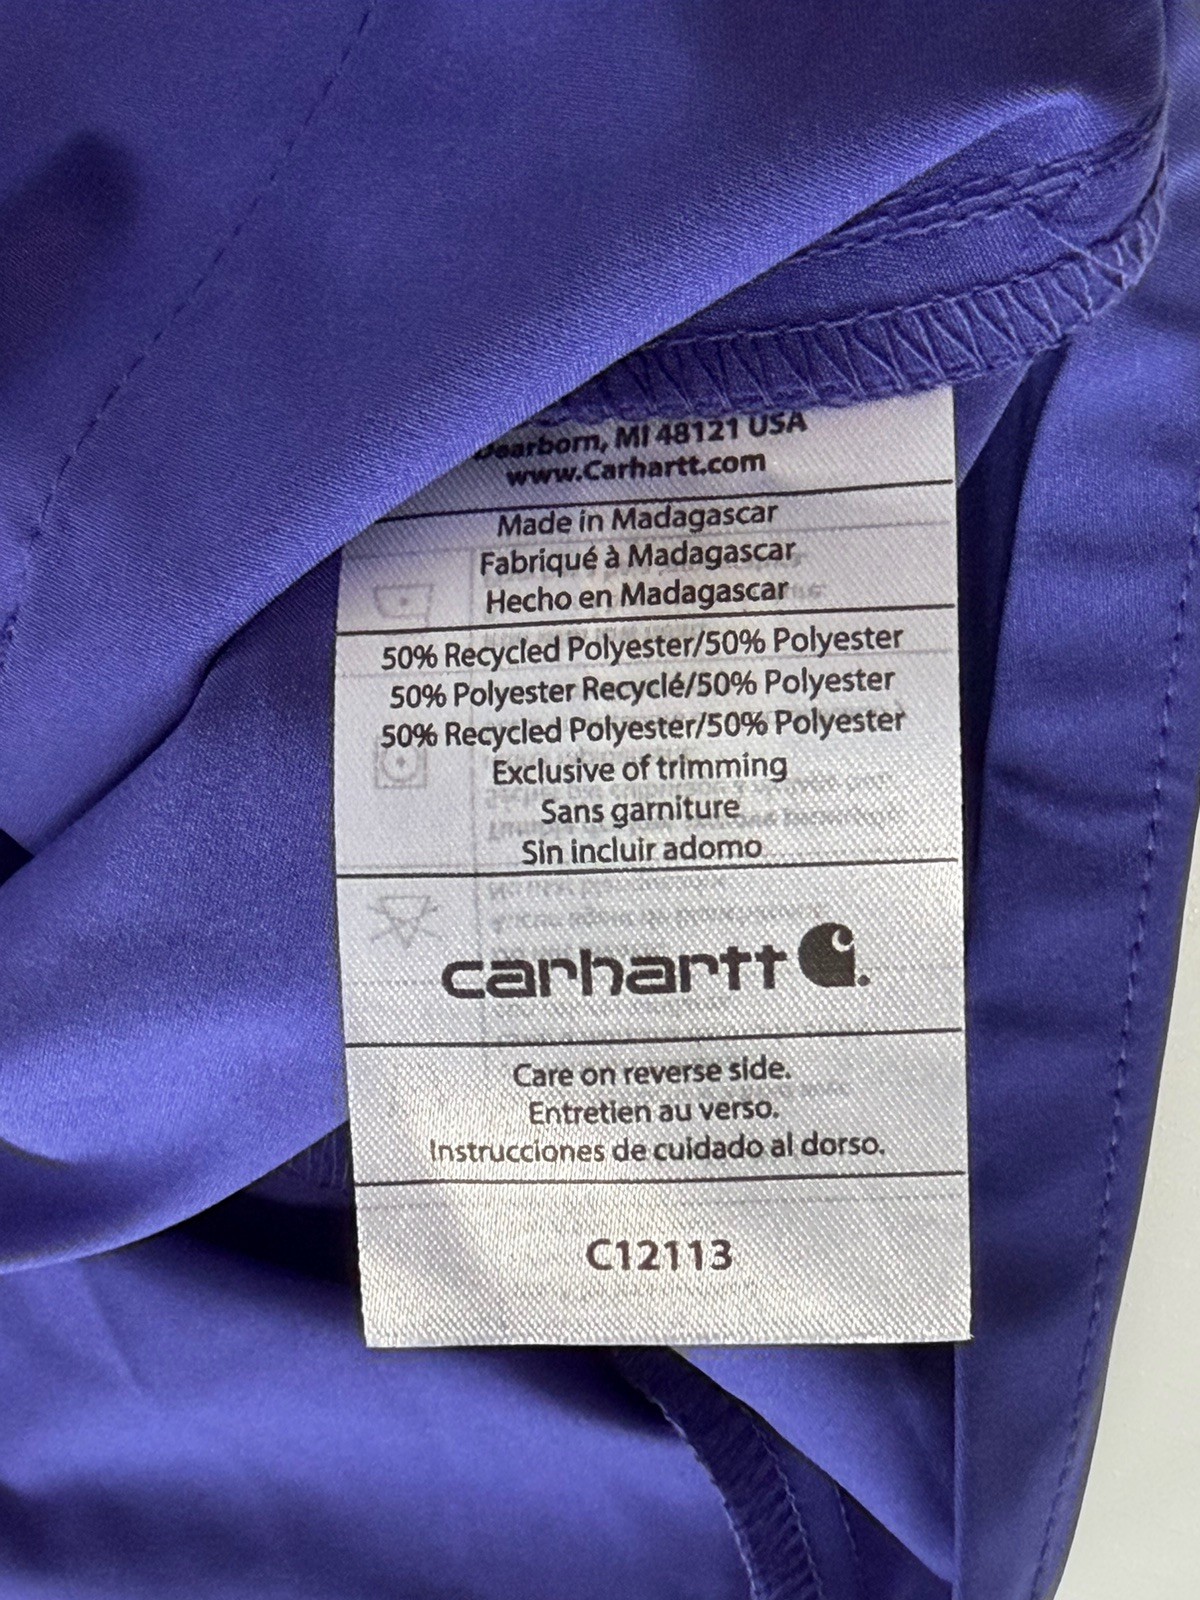 Dearborn, MI 48121 USA
www.Carhartt.com
Made in Madagascar
Fabriqué à Madagascar
Hecho en Madagascar
50% Recycled Polyester/50% Polyester
50% Polyester Recyclé/50% Polyester
50% Recycled Polyester/50% Polyester
Exclusive of trimming
Sans garniture
Sin incluir adorno
carhartt
Care on reverse side.
Entretien au verso.
Instrucciones de cuidado al dorso.
C12113